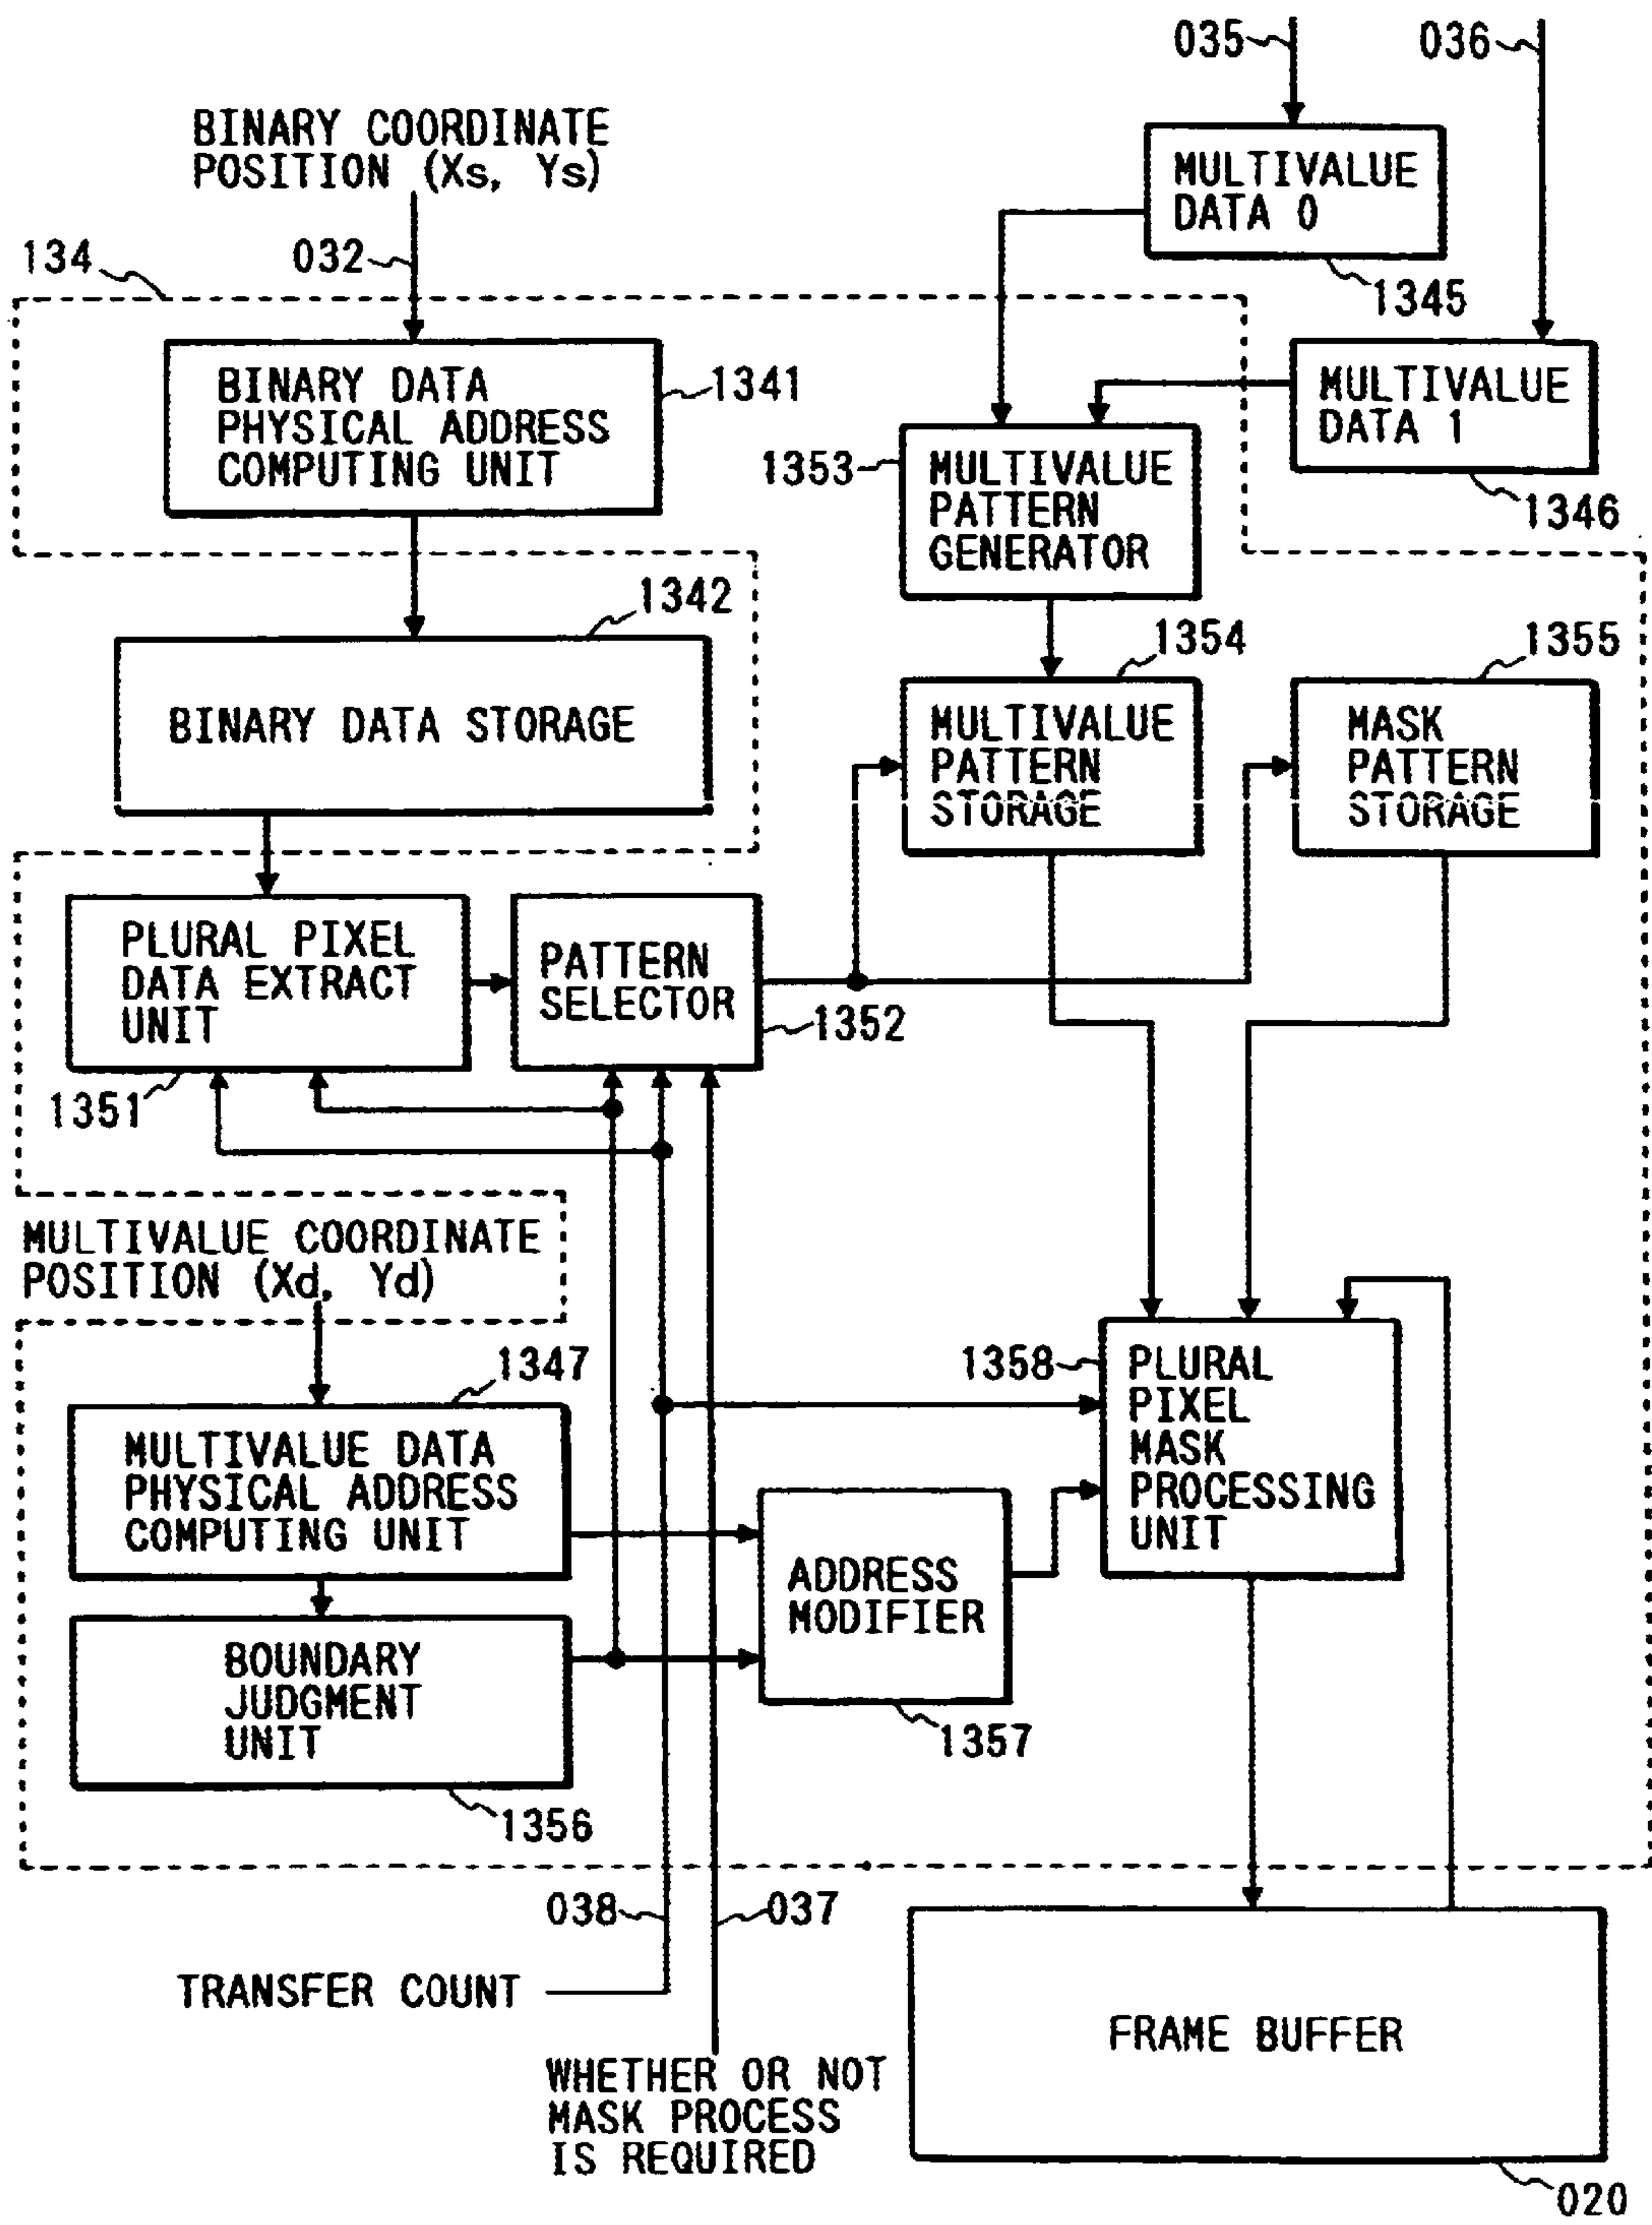 035
036
BINARY COORDINATE
POSITION (Xs, Ys)
MULTIVALUE
DATA 0
134
032
1345
BINARY DATA
PHYSICAL ADDRESS
COMPUTING UNIT
1341
MULTIVALUE
DATA 1
1353
MULTIVALUE
PATTERN
GENERATOR
1346
1342
1354
1355
BINARY DATA STORAGE
MULTIVALUE
PATTERN
STORAGE
MASK
PATTERN
STORAGE
PLURAL PIXEL
DATA EXTRACT
UNIT
PATTERN
SELECTOR
1352
1351
MULTIVALUE COORDINATE
POSITION (Xd, Yd)
1347
1358
PLURAL
PIXEL
MASK
PROCESSING
UNIT
MULTIVALUE DATA
PHYSICAL ADDRESS
COMPUTING UNIT
ADDRESS
MODIFIER
BOUNDARY
JUDGMENT
UNIT
1357
1356
038
037
TRANSFER COUNT
FRAME BUFFER
WHETHER OR NOT
MASK PROCESS
IS REQUIRED
020